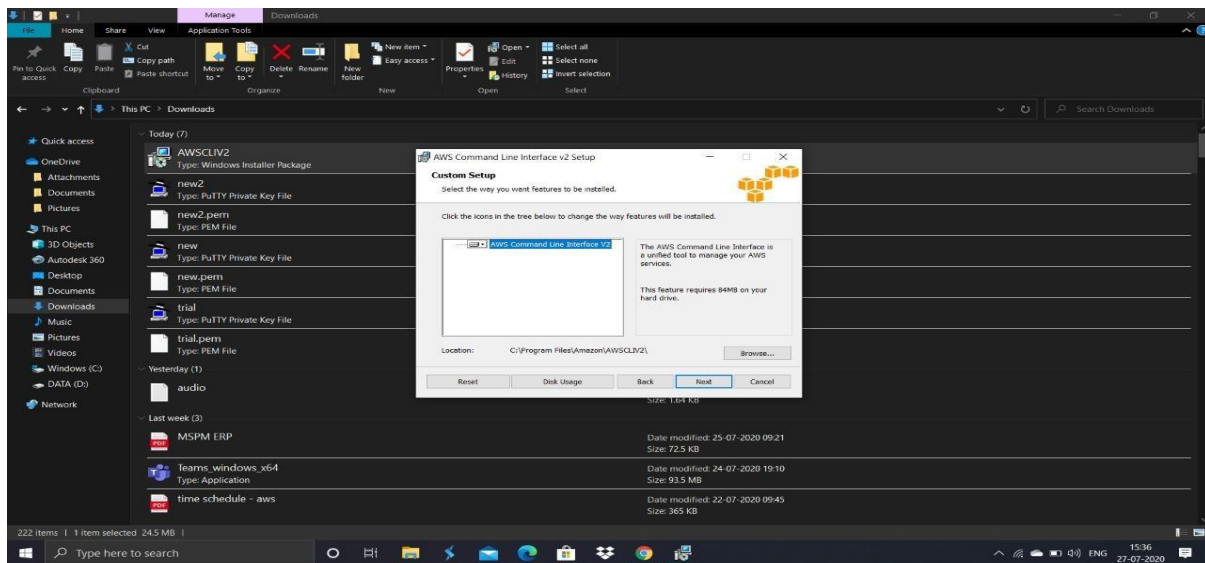 Manage Downloads
File Home Share View Application Tools
Pin to Quick access
Copy
Paste
Cut
Copy path
Paste shortcut
Move to
Copy to
Delete
Rename
New folder
New item
Easy access
Properties
Open
Edit
History
Select all
Select none
Invert selection
Clipboard Organize New Open Select
This PC > Downloads
Search Downloads
Quick access
OneDrive
Attachments
Documents
Pictures
This PC
3D Objects
Autodesk 360
Desktop
Documents
Downloads
Music
Pictures
Videos
Windows (C:)
DATA (D:)
Network
Today (7)
AWSCLIV2
Type: Windows Installer Package
new2
Type: PuTTY Private Key File
new2.pem
Type: PEM File
new
Type: PuTTY Private Key File
new.pem
Type: PEM File
trial
Type: PuTTY Private Key File
trial.pem
Type: PEM File
Yesterday (1)
audio
Size: 1.64 KB
Last week (3)
MSPM ERP
Date modified: 25-07-2020 09:21
Size: 72.5 KB
Teams_windows_x64
Type: Application
Date modified: 24-07-2020 19:10
Size: 93.5 MB
time schedule - aws
Date modified: 22-07-2020 09:45
Size: 365 KB
AWS Command Line Interface v2 Setup
Custom Setup
Select the way you want features to be installed.
Click the icons in the tree below to change the way features will be installed.
AWS Command Line Interface V2
The AWS Command Line Interface is
a unified tool to manage your AWS
services.
This feature requires 84MB on your
hard drive.
Location: C:\Program Files\Amazon\AWSCLIV2\
Browse...
Reset Disk Usage Back Next Cancel
222 items 1 item selected 24.5 MB
Type here to search
ENG
15:36
27-07-2020